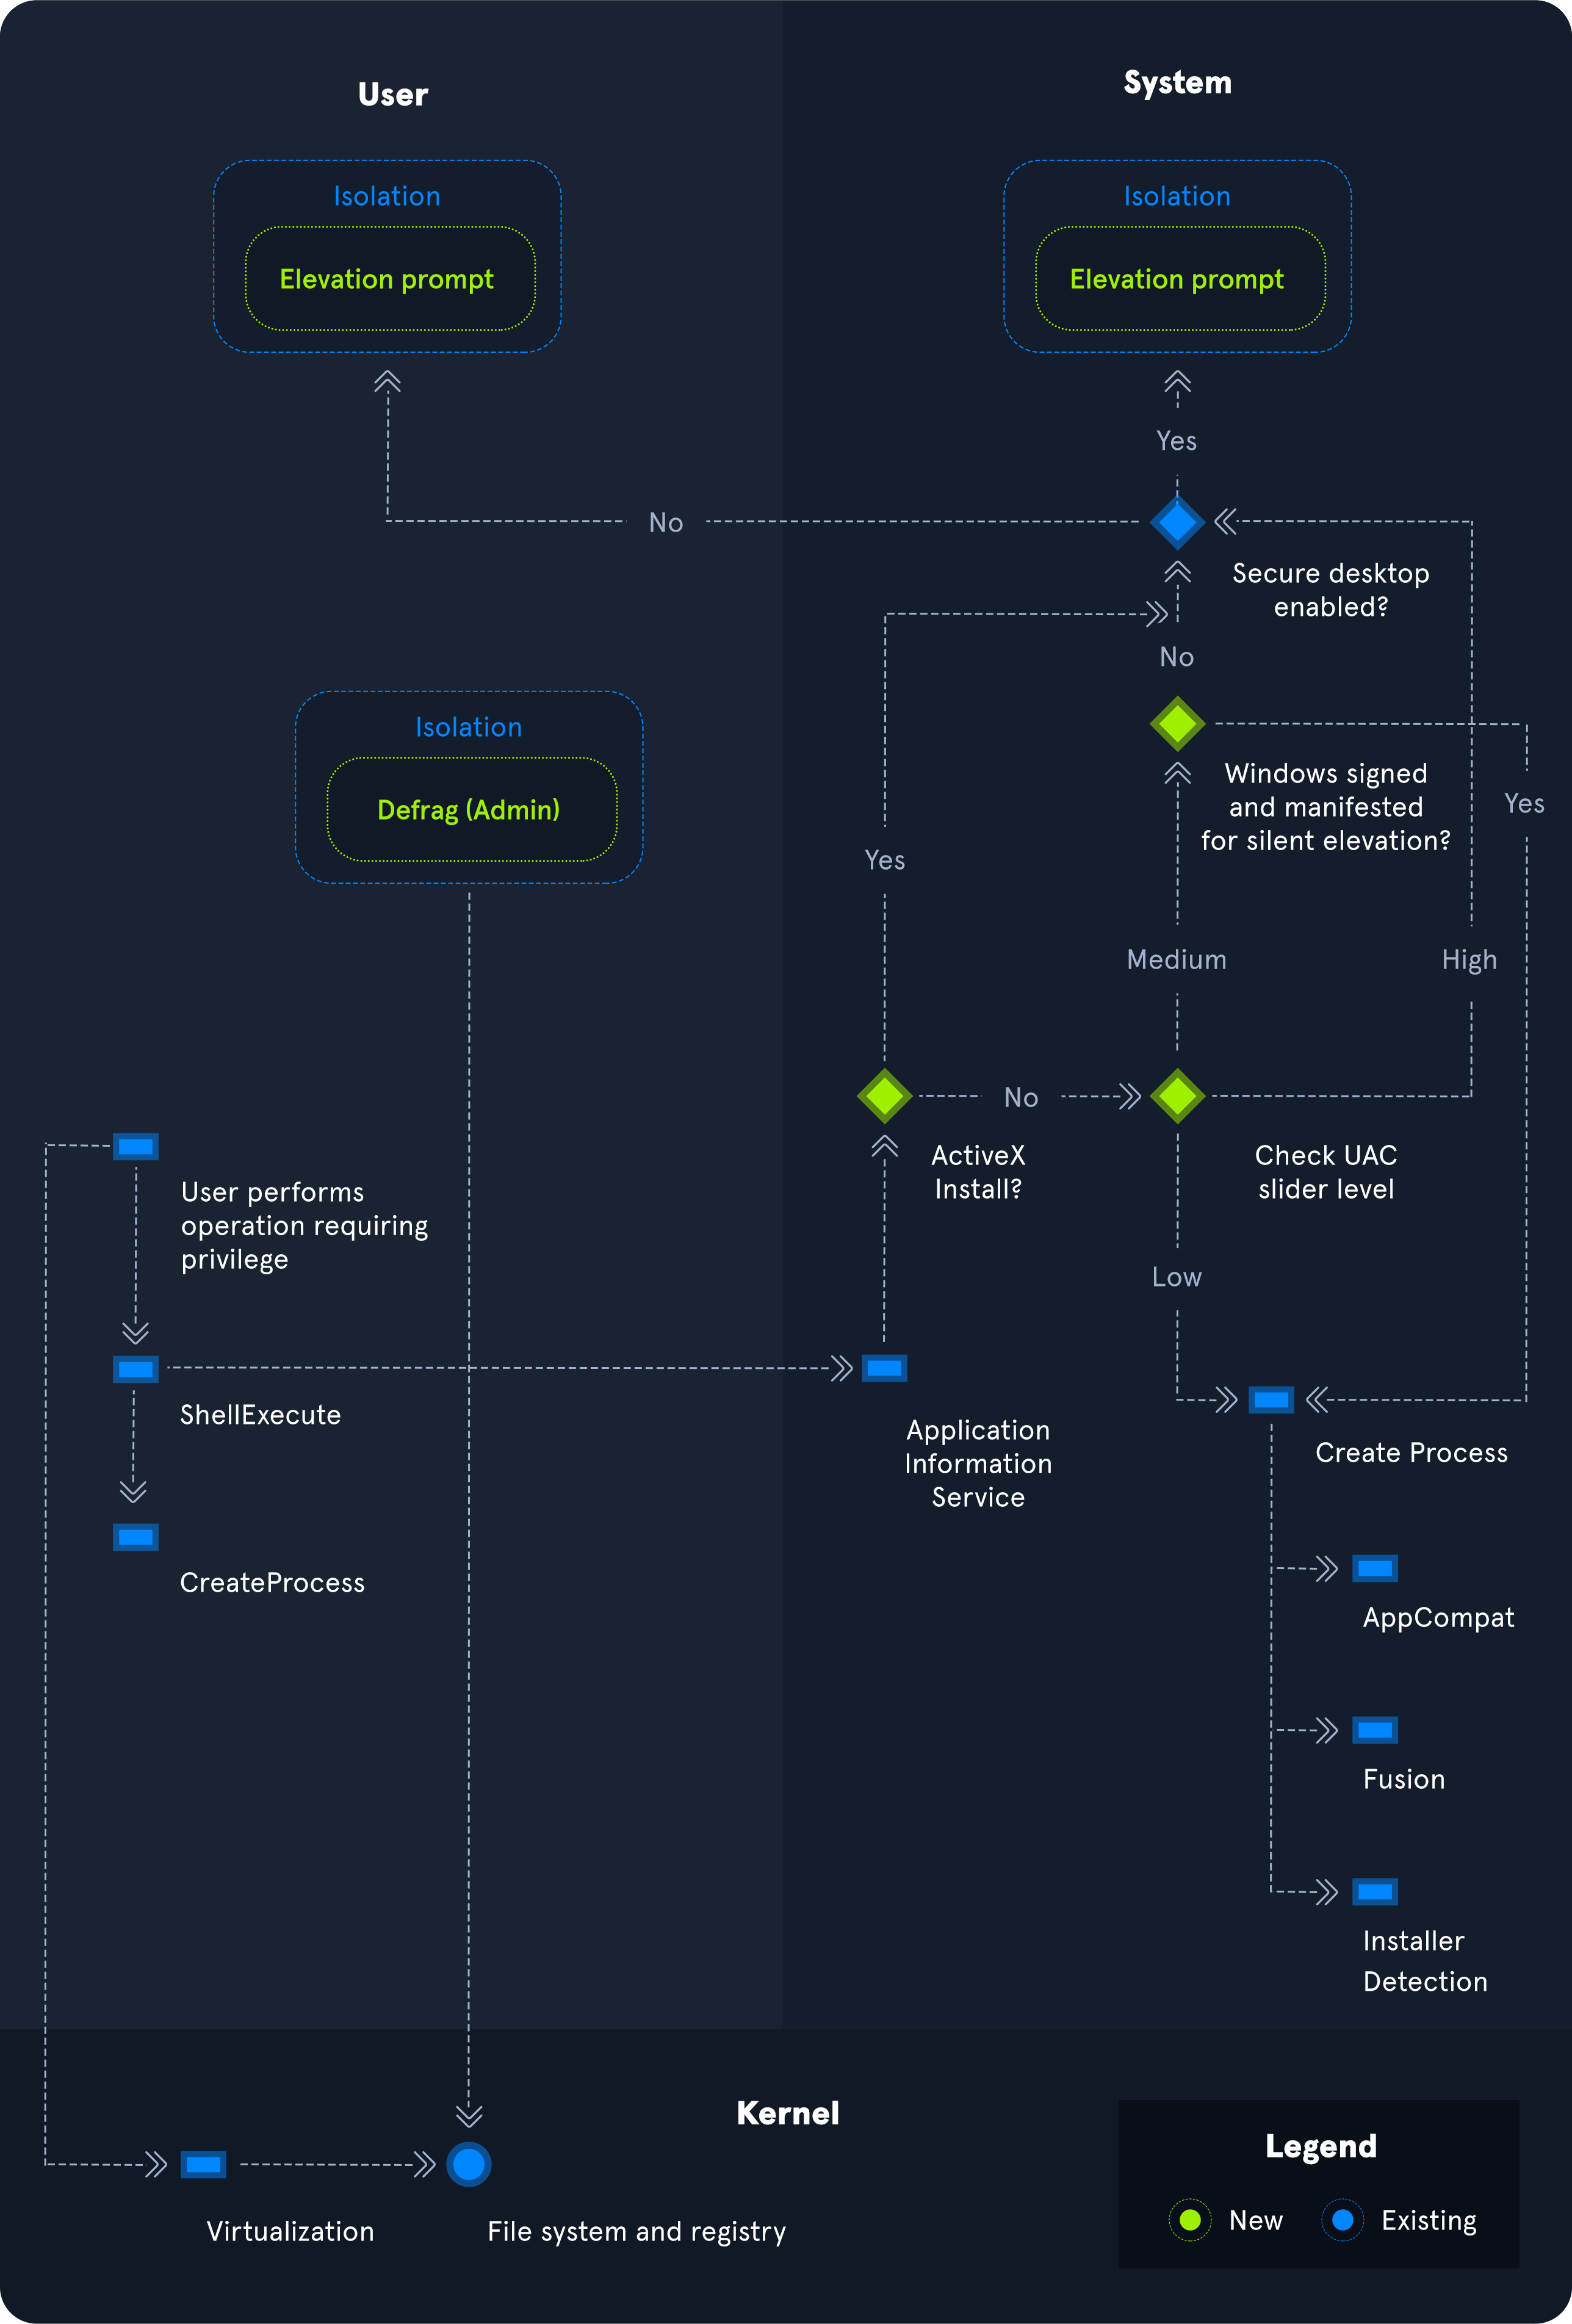 User
System
Isolation
Elevation prompt
Isolation
Elevation prompt
Yes
No
Secure desktop
enabled?
No
Isolation
Defrag (Admin)
Windows signed
and manifested
for silent elevation?
Yes
Yes
Medium
High
No
ActiveX
Install?
Check UAC
slider level
User performs
operation requiring
privilege
Low
ShellExecute
Application
Information
Service
Create Process
CreateProcess
AppCompat
Fusion
Installer
Detection
Kernel
Virtualization
File system and registry
Legend
New
Existing